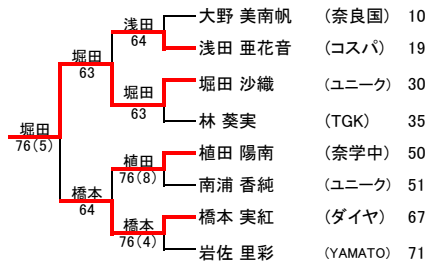 大野 美南帆 (奈良国) 10
浅田
64
浅田 亜花音 (コスパ) 19
堀田
63
堀田 沙織 (ユニーク) 30
堀田
63
林 葵実 (TGK) 35
堀田
76(5)
植田 陽南 (奈学中) 50
植田
76(8)
南浦 香純 (ユニーク) 51
橋本
64
橋本 実紅 (ダイヤ) 67
橋本
76(4)
岩佐 里彩 (YAMATO) 71